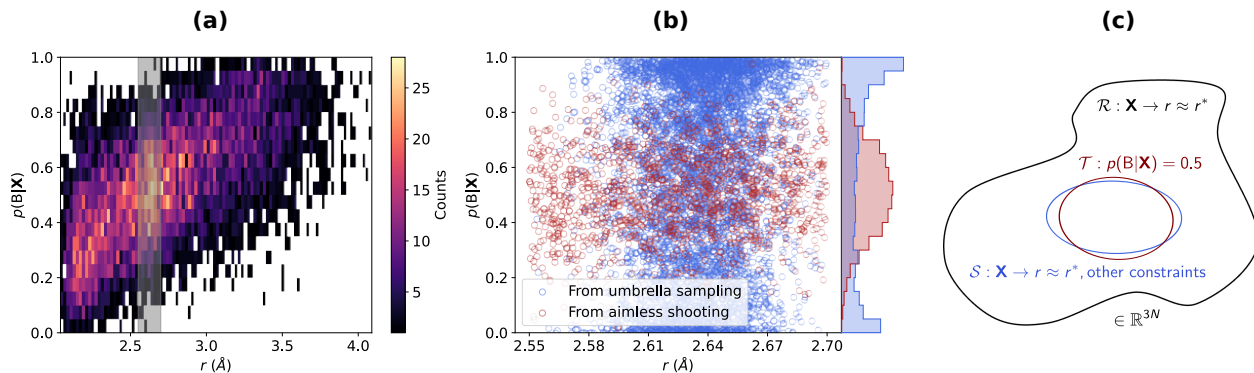 (a)
1.0
0.8
0.6
0.4
0.2
0.0
p(B|X)
2.5
3.0
3.5
4.0
r (Å)
25
20
15
10
5
Counts
(b)
1.0
0.8
0.6
0.4
0.2
0.0
p(B|X)
From umbrella sampling
From aimless shooting
2.55
2.58
2.61
2.64
2.67
2.70
r (Å)
(c)
ℛ : X → r ≈ r*
𝒯 : p(B|X) = 0.5
𝒮 : X → r ≈ r*, other constraints
∈ ℝ³ᴺ